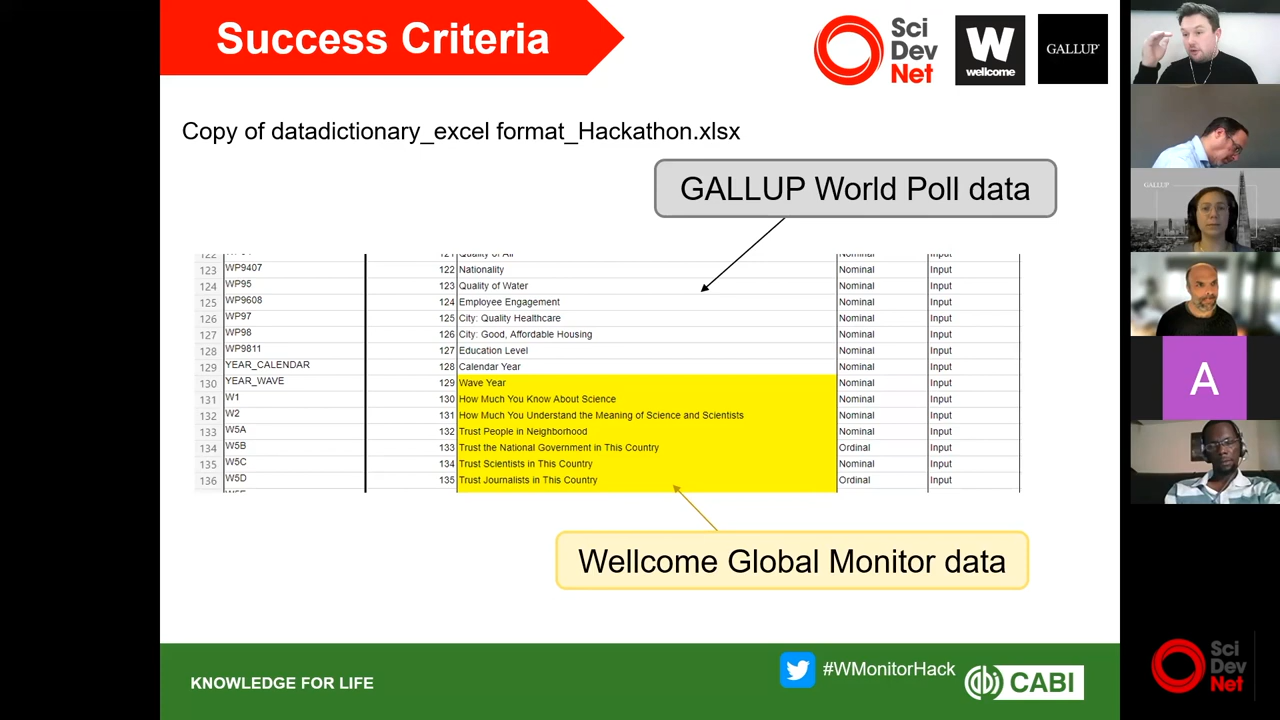 Success Criteria
Sci
Dev
Net
W
wellcome
GALLUP
Copy of datadictionary_excel format_Hackathon.xlsx
GALLUP World Poll data
122 121 Quality of Air Nominal Input
123 WP9407 122 Nationality Nominal Input
124 WP95 123 Quality of Water Nominal Input
125 WP9608 124 Employee Engagement Nominal Input
126 WP97 125 City: Quality Healthcare Nominal Input
127 WP98 126 City: Good, Affordable Housing Nominal Input
128 WP9811 127 Education Level Nominal Input
129 YEAR_CALENDAR 128 Calendar Year Nominal Input
130 YEAR_WAVE 129 Wave Year Nominal Input
131 W1 130 How Much You Know About Science Nominal Input
132 W2 131 How Much You Understand the Meaning of Science and Scientists Nominal Input
133 W5A 132 Trust People in Neighborhood Nominal Input
134 W5B 133 Trust the National Government in This Country Ordinal Input
135 W5C 134 Trust Scientists in This Country Nominal Input
136 W5D 135 Trust Journalists in This Country Ordinal Input
Wellcome Global Monitor data
KNOWLEDGE FOR LIFE
#WMonitorHack
CABI
GALLUP
A
Sci
Dev
Net